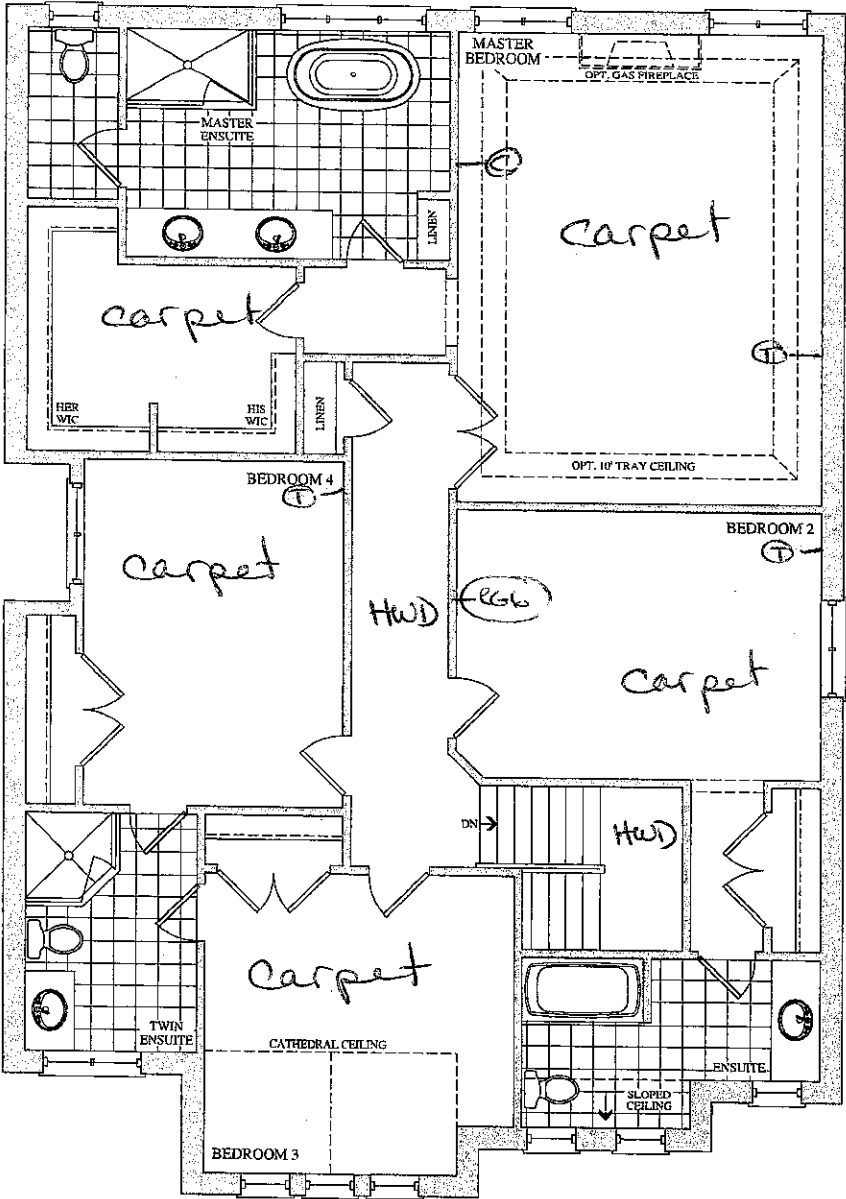 MASTER
BEDROOM
OPT. GAS FIREPLACE
MASTER
ENSUITE
carpet
LINEN
carpet
T
HER
WIC
HIS
WIC
LINEN
OPT. 10' TRAY CEILING
BEDROOM 4
T
BEDROOM 2
T
carpet
HWD
carpet
DN
HWD
carpet
TWIN
ENSUITE
CATHEDRAL CEILING
ENSUITE
SLOPED
CEILING
BEDROOM 3